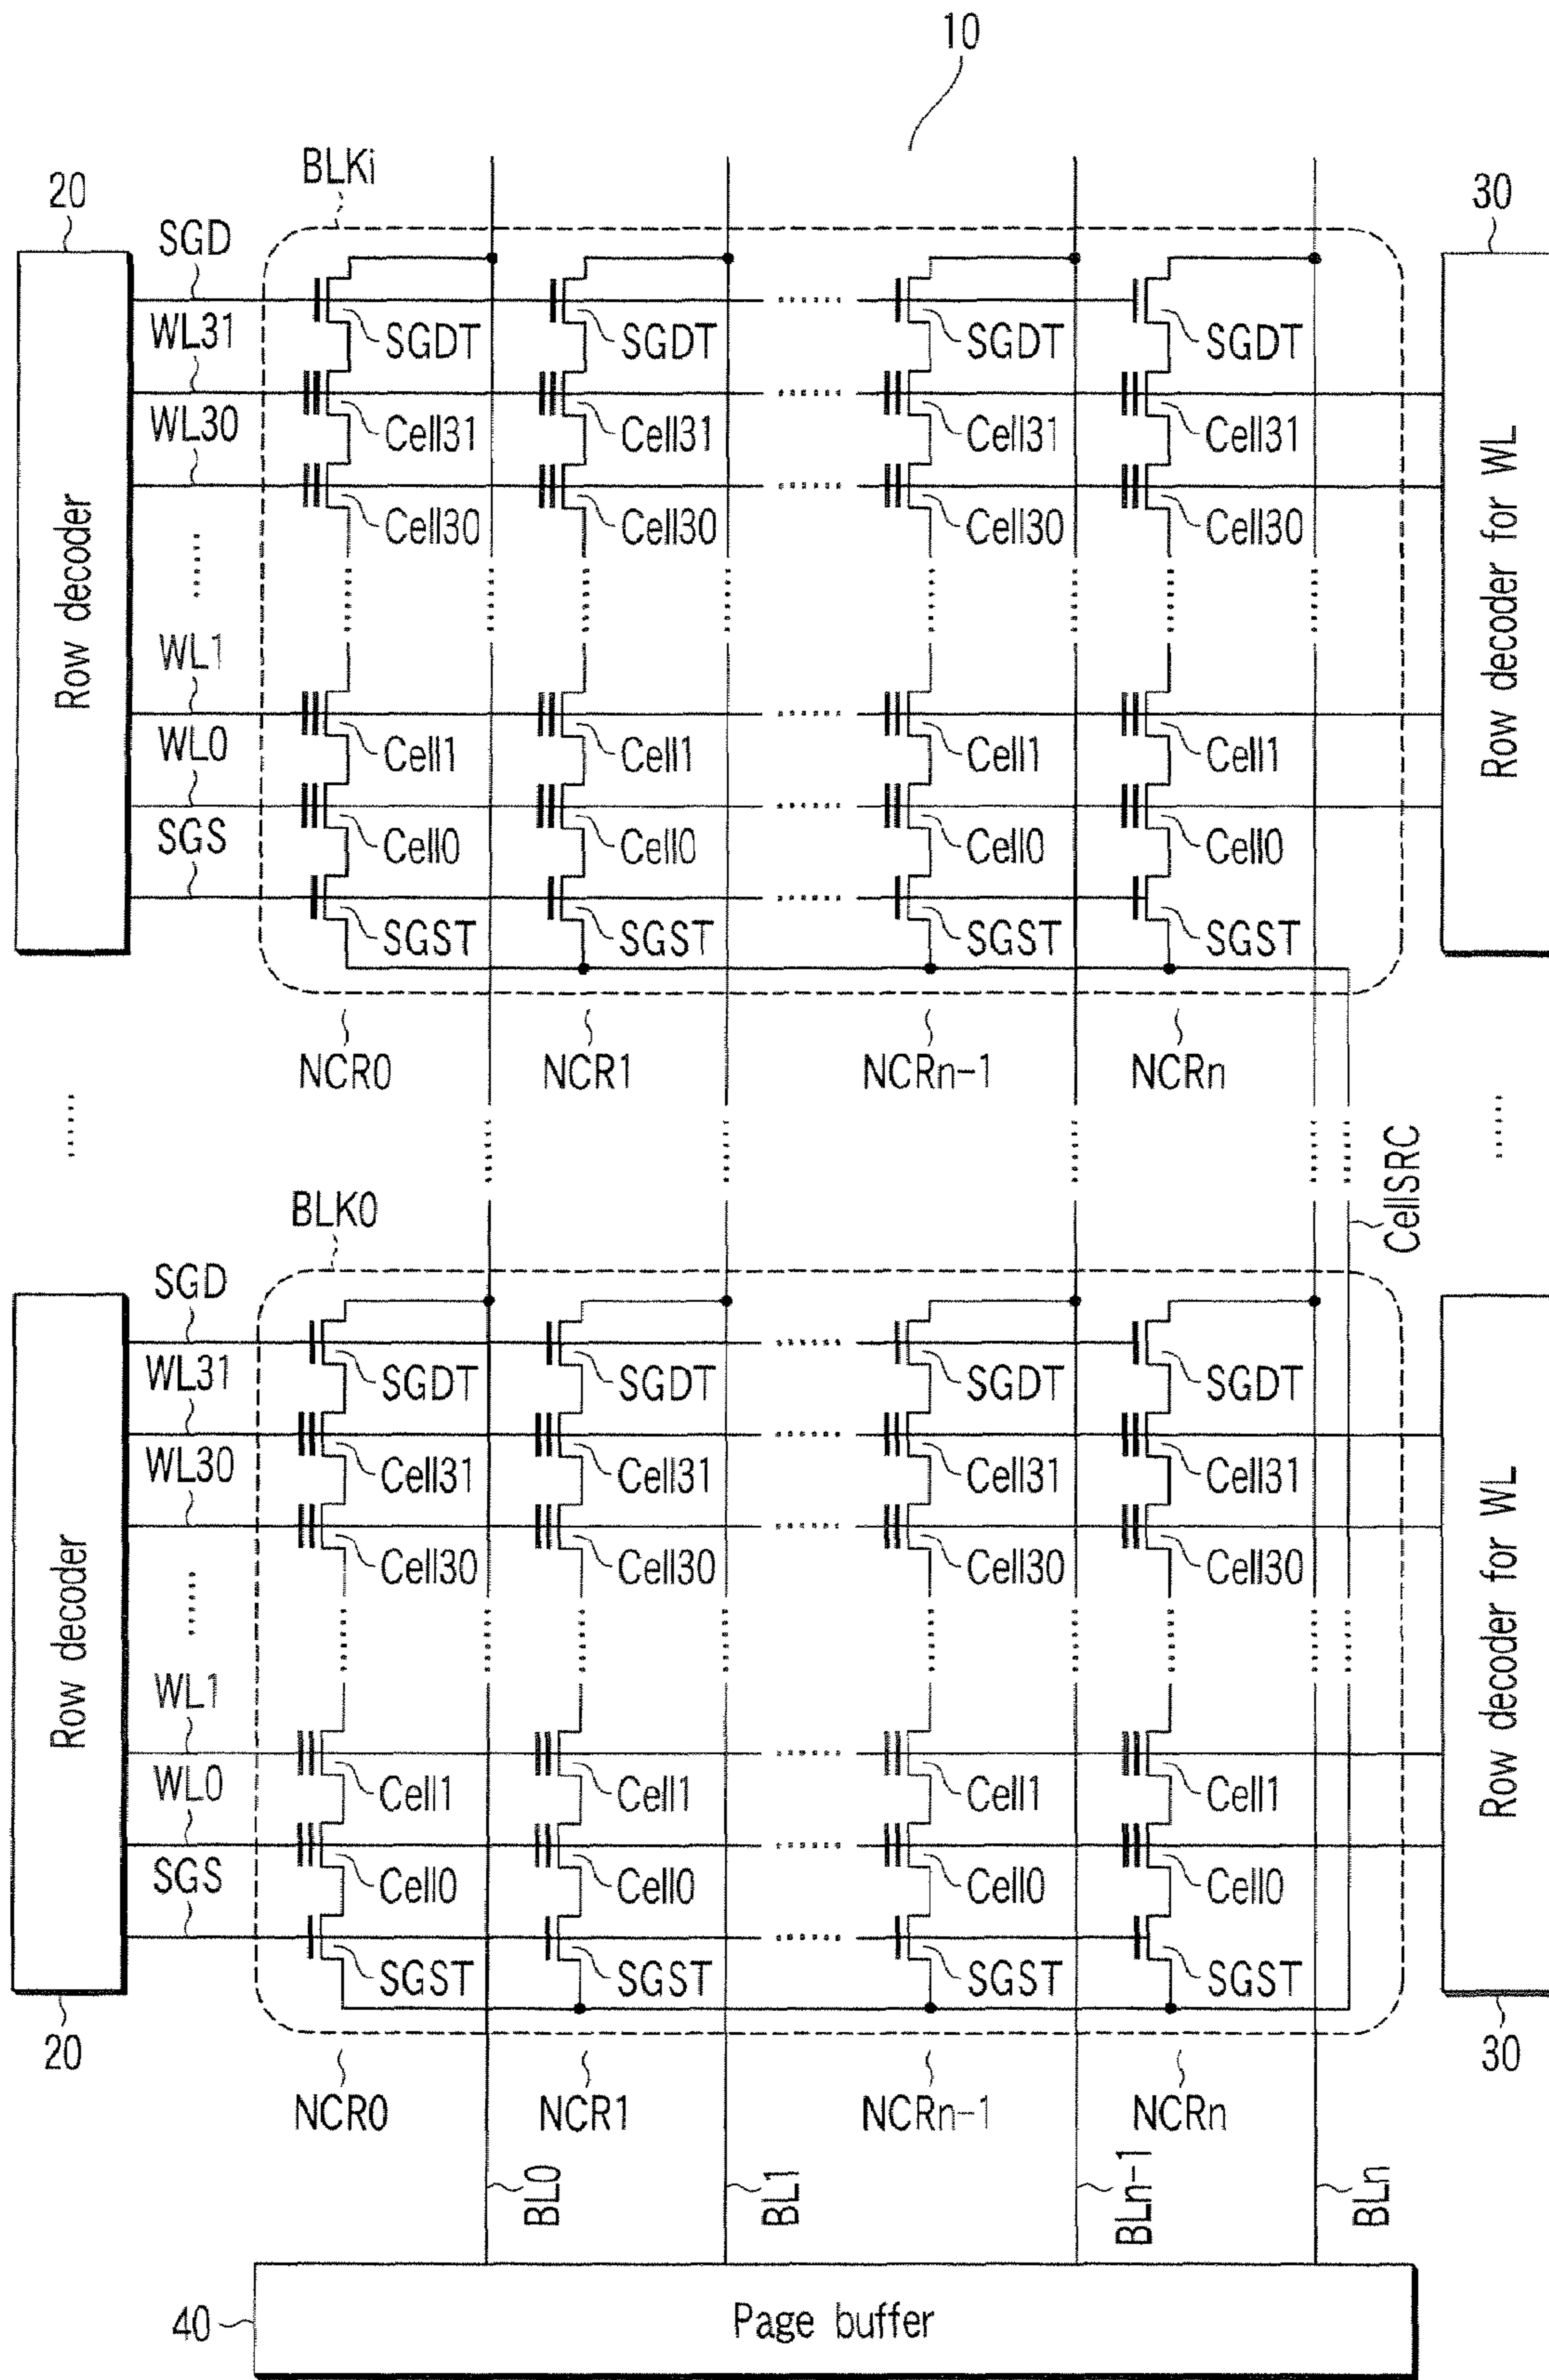 10
BLKi
20
30
SGD
SGDT SGDT SGDT SGDT
WL31
Cell31 Cell31 Cell31 Cell31
WL30
Cell30 Cell30 Cell30 Cell30
Row decoder
Row decoder for WL
WL1
Cell1 Cell1 Cell1 Cell1
WL0
Cell0 Cell0 Cell0 Cell0
SGS
SGST SGST SGST SGST
NCR0 NCR1 NCRn-1 NCRn
CellSRC
BLK0
SGD
SGDT SGDT SGDT SGDT
WL31
Cell31 Cell31 Cell31 Cell31
WL30
Cell30 Cell30 Cell30 Cell30
Row decoder
Row decoder for WL
WL1
Cell1 Cell1 Cell1 Cell1
WL0
Cell0 Cell0 Cell0 Cell0
SGS
SGST SGST SGST SGST
20
30
NCR0 NCR1 NCRn-1 NCRn
BL0 BL1 BLn-1 BLn
40
Page buffer